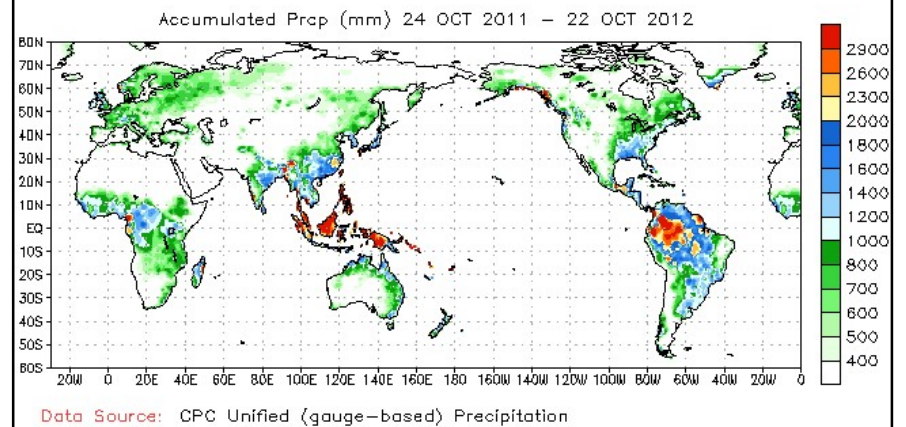 Accumulated Prcp (mm) 24 OCT 2011 – 22 OCT 2012
80N
70N
60N
50N
40N
30N
20N
10N
EQ
10S
20S
30S
40S
50S
60S
20W 0 20E 40E 60E 80E 100E 120E 140E 160E 180 160W 140W 120W 100W 80W 60W 40W 20W 0
2900
2600
2300
2000
1800
1600
1400
1200
1000
800
700
600
500
400
Data Source: CPC Unified (gauge-based) Precipitation